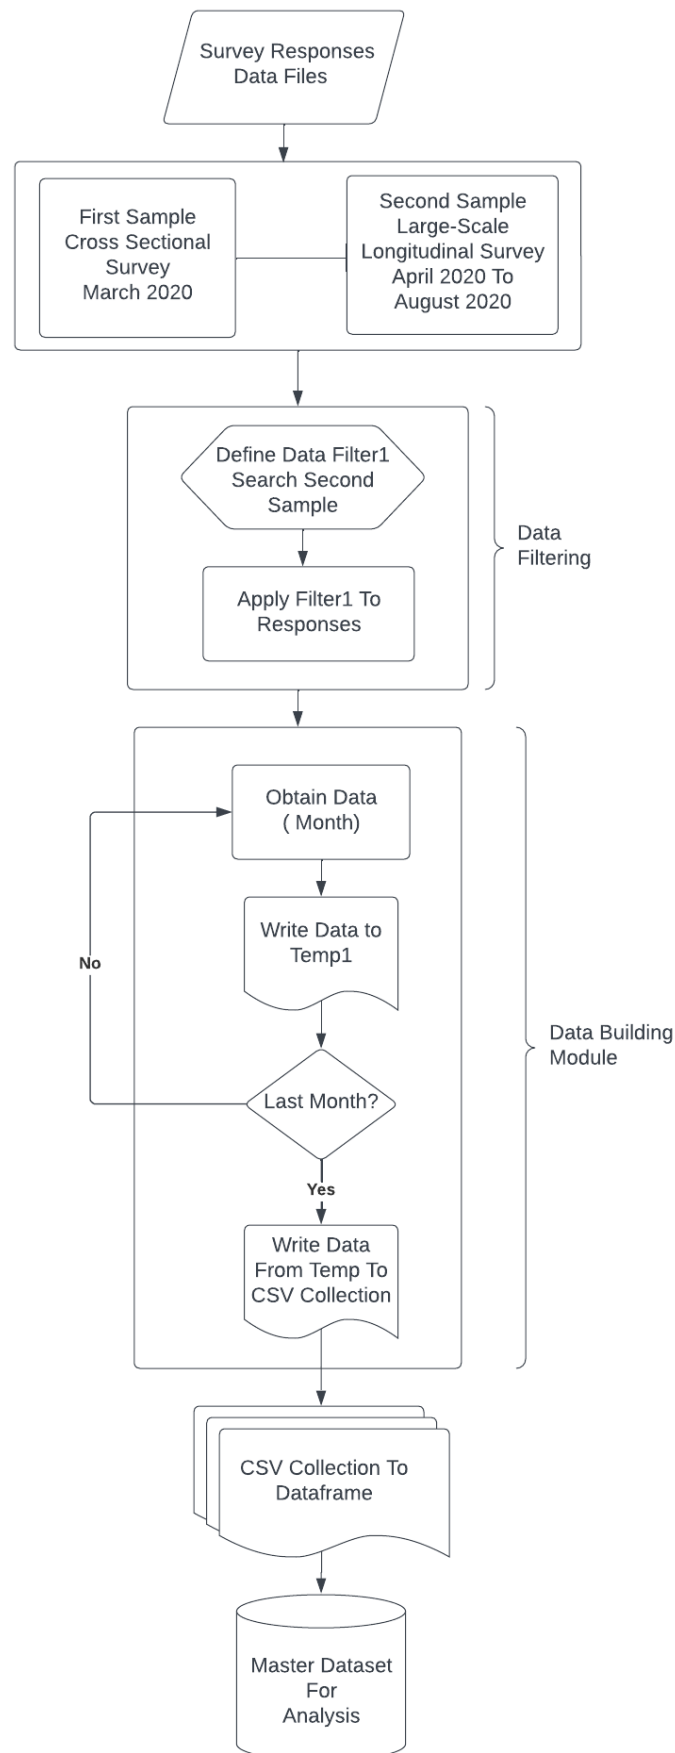 Survey Responses
Data Files
First Sample
Cross Sectional
Survey
March 2020
Second Sample
Large-Scale
Longitudinal Survey
April 2020 To
August 2020
Define Data Filter1
Search Second
Sample
Apply Filter1 To
Responses
Data
Filtering
Obtain Data
( Month)
Write Data to
Temp1
No
Last Month?
Yes
Write Data
From Temp To
CSV Collection
Data Building
Module
CSV Collection To
Dataframe
Master Dataset
For
Analysis